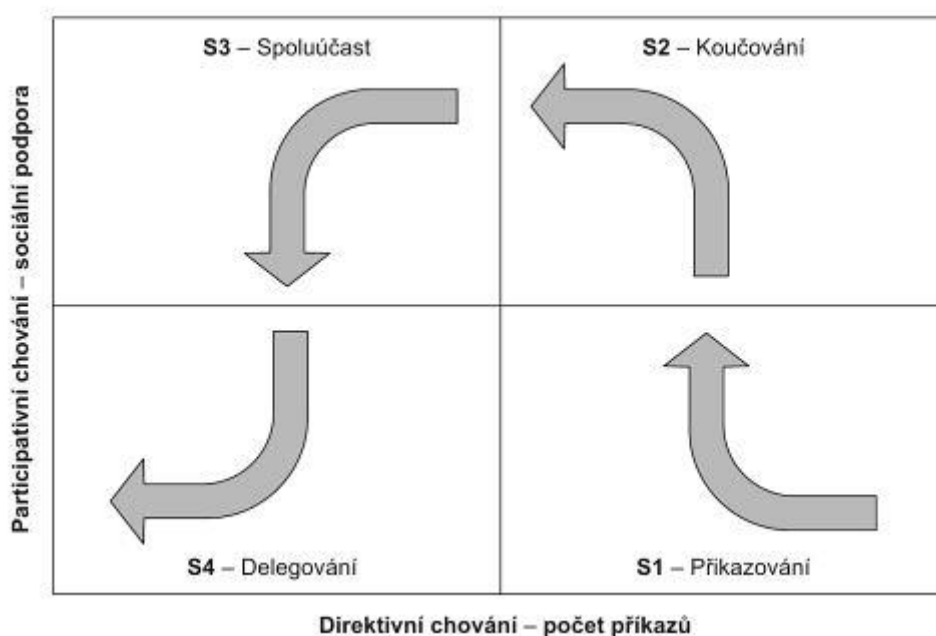 S3 – Spoluúčast
S2 – Koučování
Participativní chování – sociální podpora
S4 – Delegování
S1 – Přikazování
Direktivní chování – počet příkazů